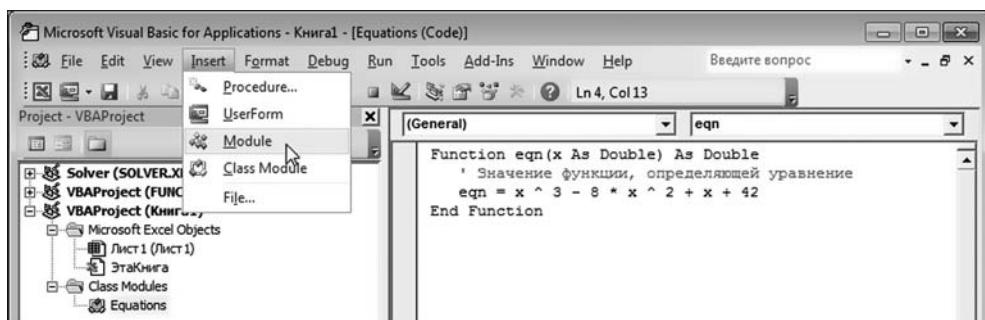 Microsoft Visual Basic for Applications - Книга1 - [Equations (Code)]
File Edit View Insert Format Debug Run Tools Add-Ins Window Help Введите вопрос
Procedure...
UserForm
Module
Class Module
File...
Ln 4, Col 13
Project - VBAProject
(General) eqn
Solver (SOLVER.XL
VBAProject (FUNC
VBAProject (Книга1)
Microsoft Excel Objects
Лист1 (Лист1)
ЭтаКнига
Class Modules
Equations
Function eqn(x As Double) As Double
' Значение функции, определяющей уравнение
eqn = x ^ 3 - 8 * x ^ 2 + x + 42
End Function